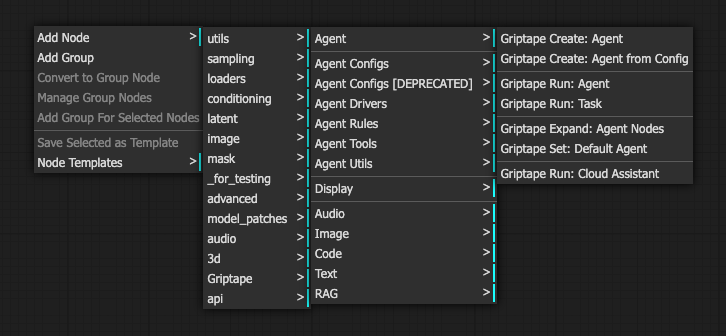 Add Node >
Add Group
Convert to Group Node
Manage Group Nodes
Add Group For Selected Nodes
Save Selected as Template
Node Templates >
utils >
sampling >
loaders >
conditioning >
latent >
image >
mask >
_for_testing >
advanced >
model_patches >
audio >
3d >
Griptape >
api >
Agent >
Agent Configs >
Agent Configs [DEPRECATED] >
Agent Drivers >
Agent Rules >
Agent Tools >
Agent Utils >
Display >
Audio >
Image >
Code >
Text >
RAG >
Griptape Create: Agent
Griptape Create: Agent from Config
Griptape Run: Agent
Griptape Run: Task
Griptape Expand: Agent Nodes
Griptape Set: Default Agent
Griptape Run: Cloud Assistant